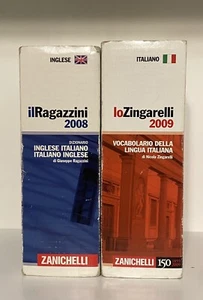 INGLESE
ilRagazzini
2008
DIZIONARIO
INGLESE ITALIANO
ITALIANO INGLESE
di Giuseppe Ragazzini
ZANICHELLI
ITALIANO
loZingarelli
2009
VOCABOLARIO DELLA
LINGUA ITALIANA
di Nicola Zingarelli
ZANICHELLI 150